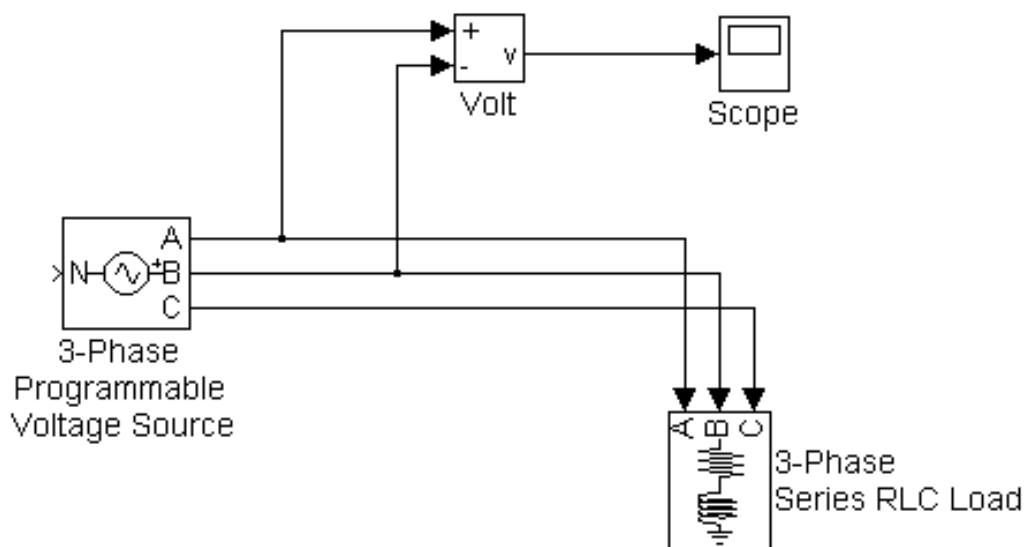 +
-
v
Volt
Scope
A
N
+
B
C
3-Phase
Programmable
Voltage Source
A B C
3-Phase
Series RLC Load